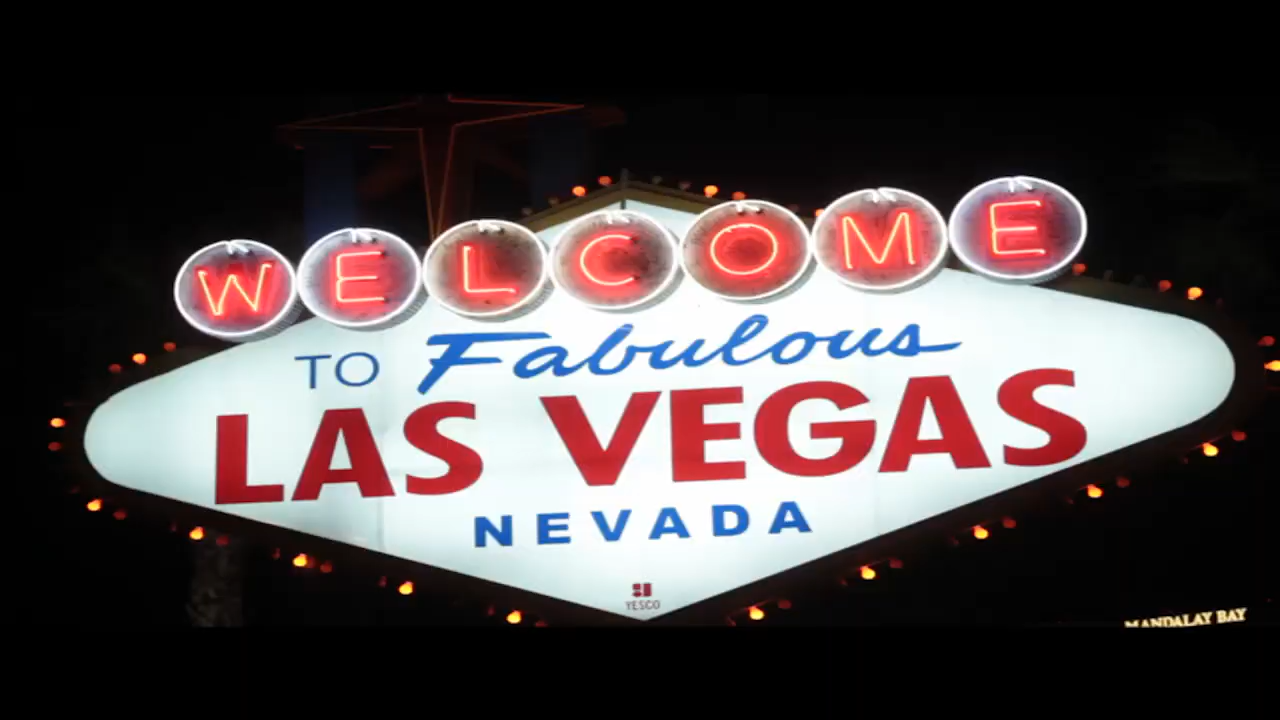 WELCOME
TO Fabulous
LAS VEGAS
NEVADA
YESCO
MANDALAY BAY